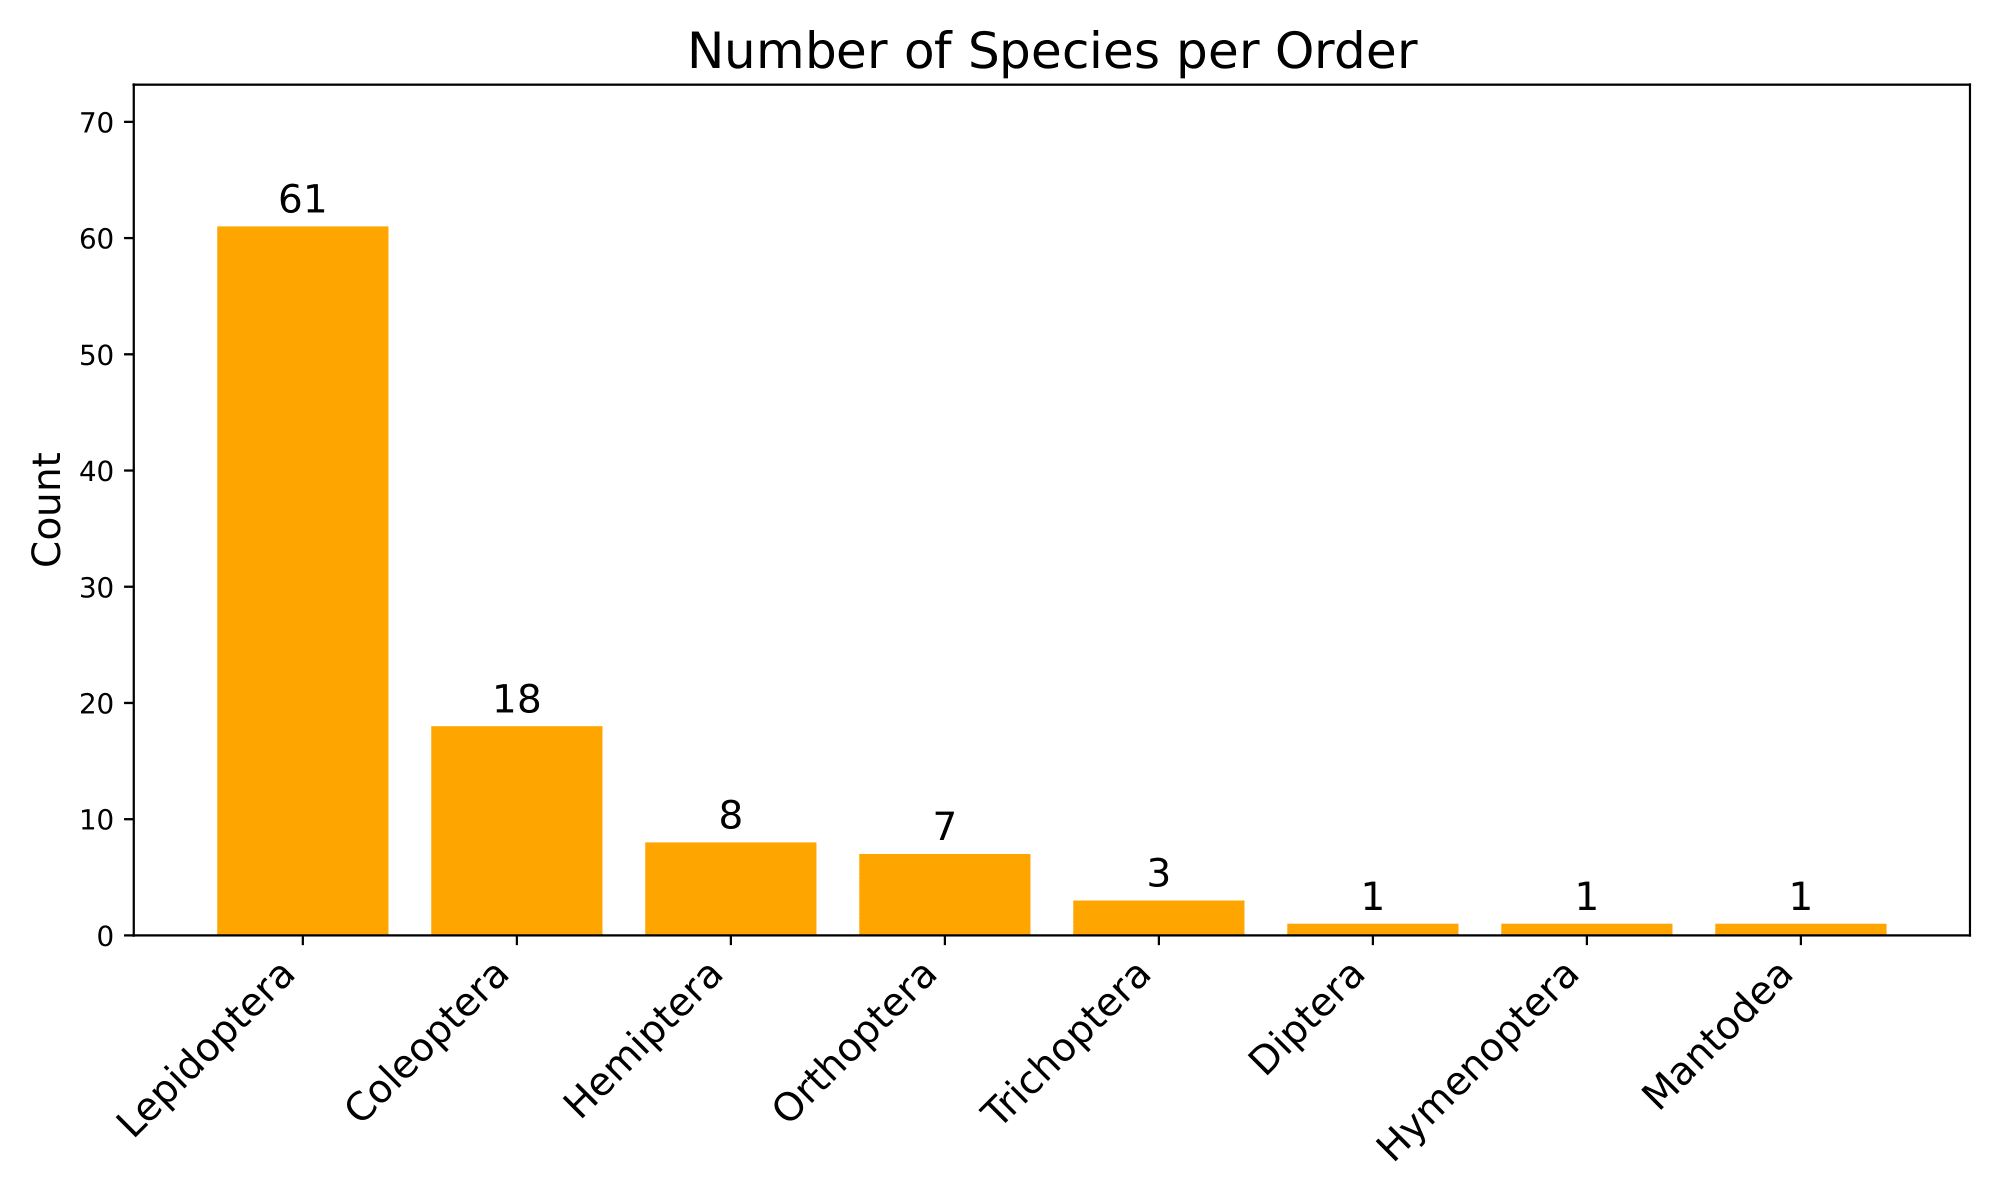 Number of Species per Order
Count
70
60
50
40
30
20
10
0
61
18
8
7
3
1
1
1
Lepidoptera
Coleoptera
Hemiptera
Orthoptera
Trichoptera
Diptera
Hymenoptera
Mantodea